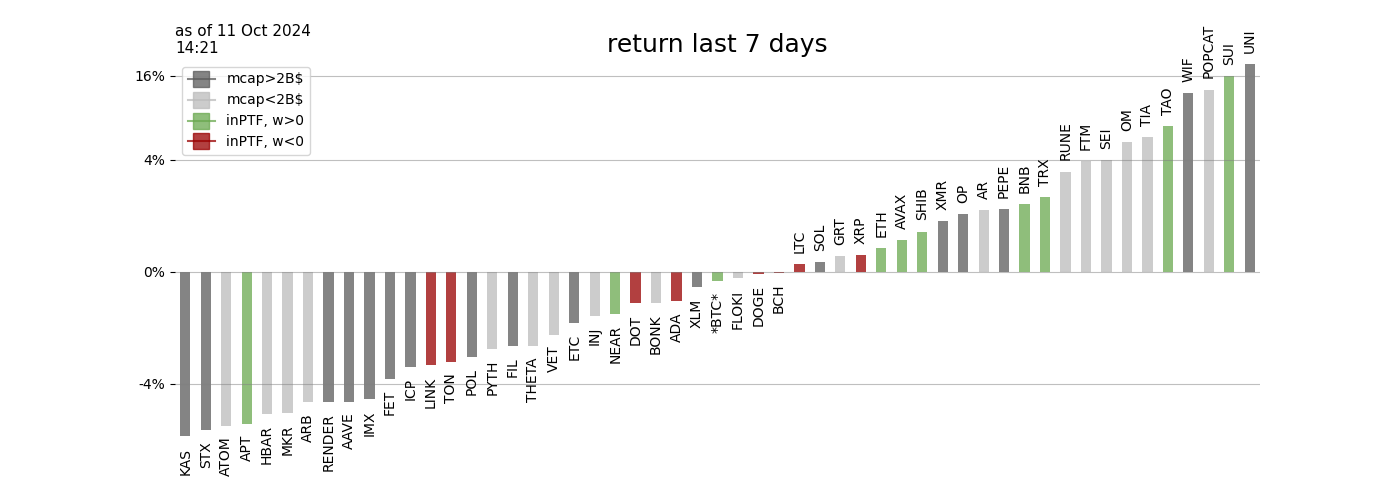 as of 11 Oct 2024
14:21
return last 7 days
mcap>2B$
mcap<2B$
inPTF, w>0
inPTF, w<0
16%
4%
0%
-4%
KAS
STX
ATOM
APT
HBAR
MKR
ARB
RENDER
AAVE
IMX
FET
ICP
LINK
TON
POL
PYTH
FIL
THETA
VET
ETC
INJ
NEAR
DOT
BONK
ADA
XLM
*BTC*
FLOKI
DOGE
BCH
LTC
SOL
GRT
XRP
ETH
AVAX
SHIB
XMR
OP
AR
PEPE
BNB
TRX
RUNE
FTM
SEI
OM
TIA
TAO
WIF
POPCAT
SUI
UNI